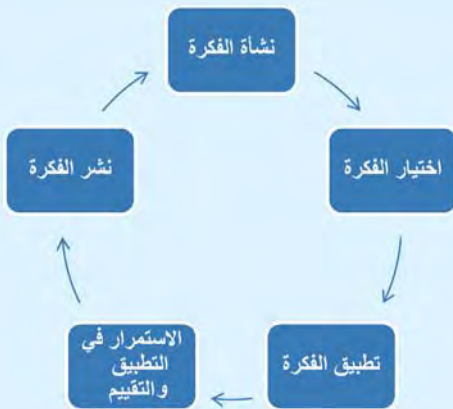 نشأة الفكرة
اختيار الفكرة
تطبيق الفكرة
الاستمرار في
التطبيق
والتقييم
نشر الفكرة